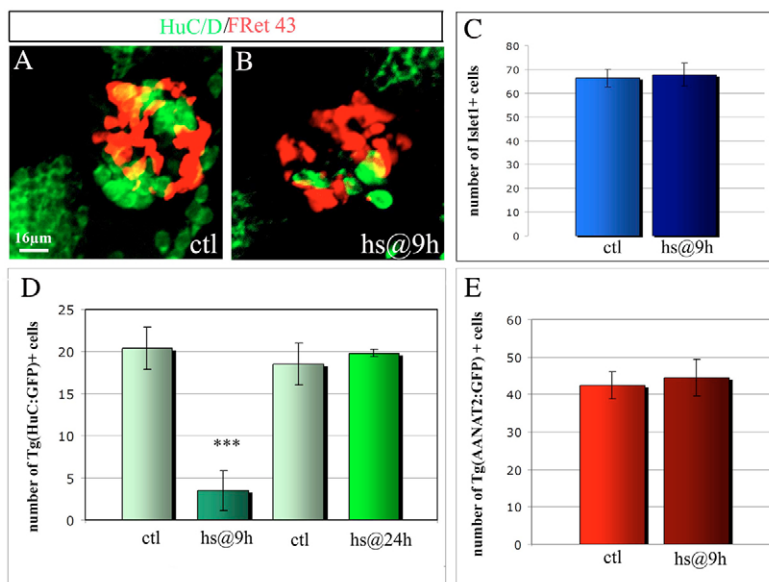 HuC/D/FRet 43
A
B
16µm
ctl
hs@9h
C
number of Islet1+ cells
80
70
60
50
40
30
20
10
0
ctl
hs@9h
D
number of Tg(HuC:GFP)+ cells
25
20
15
10
5
0
***
ctl
hs@9h
ctl
hs@24h
E
number of Tg(AANAT2:GFP) + cells
60
50
40
30
20
10
0
ctl
hs@9h